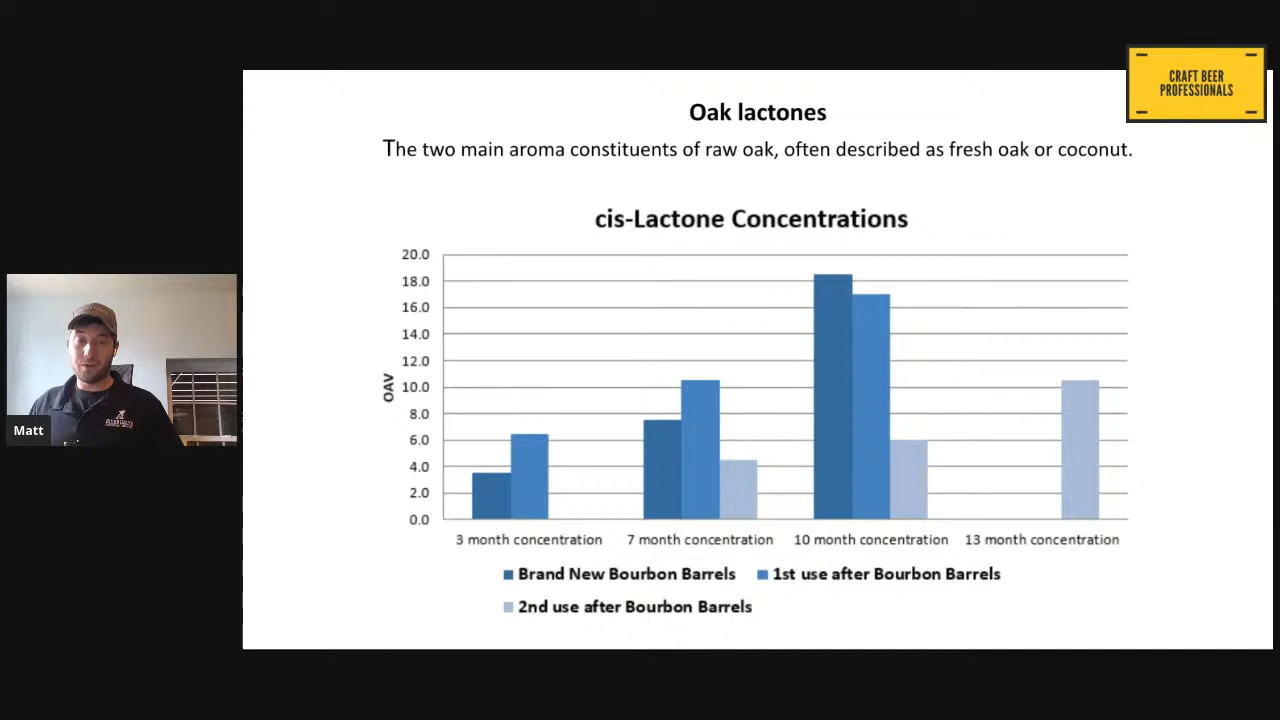 CRAFT BEER
PROFESSIONALS
Oak lactones
The two main aroma constituents of raw oak, often described as fresh oak or coconut.
cis-Lactone Concentrations
20.0
18.0
16.0
14.0
12.0
10.0
8.0
6.0
4.0
2.0
0.0
OAV
3 month concentration
7 month concentration
10 month concentration
13 month concentration
Brand New Bourbon Barrels
1st use after Bourbon Barrels
2nd use after Bourbon Barrels
Matt